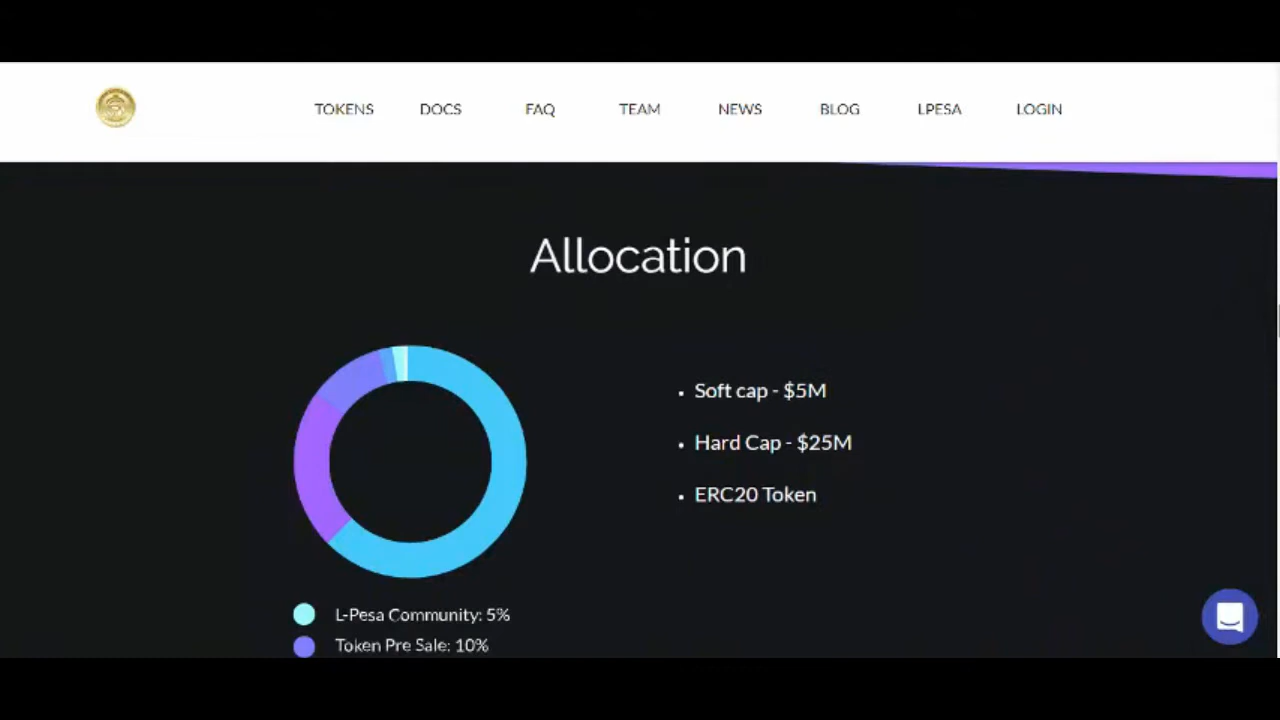 TOKENS DOCS FAQ TEAM NEWS BLOG LPESA LOGIN
Allocation
• Soft cap - $5M
• Hard Cap - $25M
• ERC20 Token
L-Pesa Community: 5%
Token Pre Sale: 10%